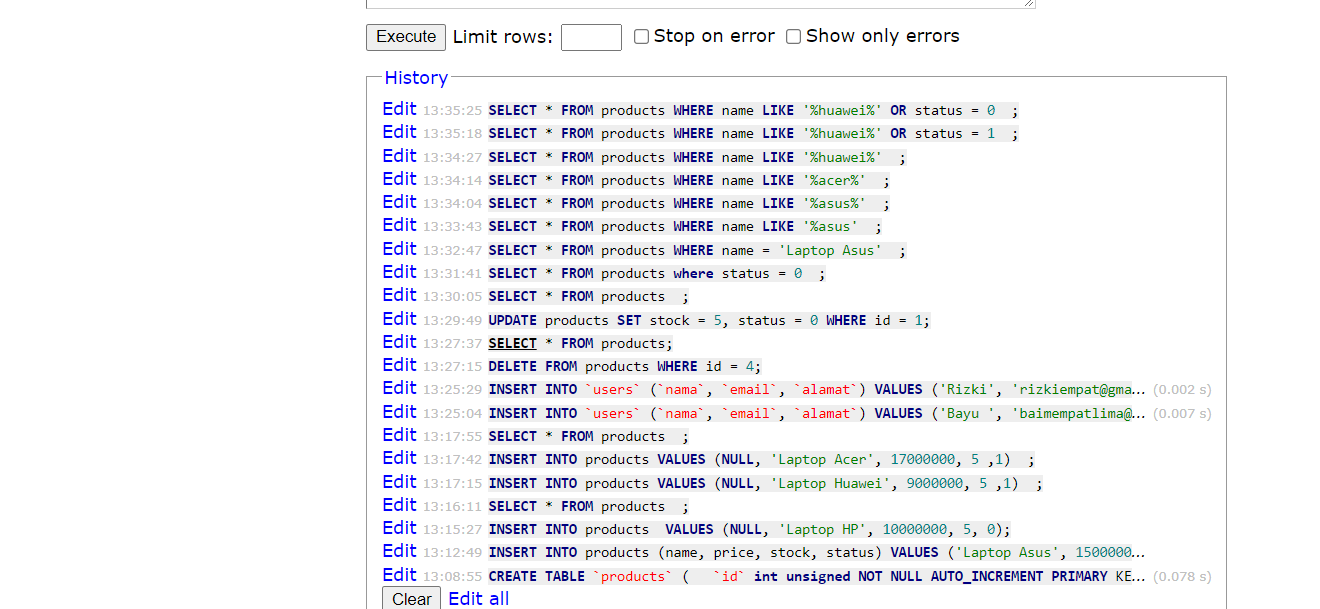 Execute Limit rows: Stop on error Show only errors
History
Edit 13:35:25 SELECT * FROM products WHERE name LIKE '%huawei%' OR status = 0 ;
Edit 13:35:18 SELECT * FROM products WHERE name LIKE '%huawei%' OR status = 1 ;
Edit 13:34:27 SELECT * FROM products WHERE name LIKE '%huawei%' ;
Edit 13:34:14 SELECT * FROM products WHERE name LIKE '%acer%' ;
Edit 13:34:04 SELECT * FROM products WHERE name LIKE '%asus%' ;
Edit 13:33:43 SELECT * FROM products WHERE name LIKE '%asus' ;
Edit 13:32:47 SELECT * FROM products WHERE name = 'Laptop Asus' ;
Edit 13:31:41 SELECT * FROM products where status = 0 ;
Edit 13:30:05 SELECT * FROM products ;
Edit 13:29:49 UPDATE products SET stock = 5, status = 0 WHERE id = 1;
Edit 13:27:37 SELECT * FROM products;
Edit 13:27:15 DELETE FROM products WHERE id = 4;
Edit 13:25:29 INSERT INTO `users` (`nama`, `email`, `alamat`) VALUES ('Rizki', 'rizkiempat@gma... (0.002 s)
Edit 13:25:04 INSERT INTO `users` (`nama`, `email`, `alamat`) VALUES ('Bayu ', 'baimempatlima@... (0.007 s)
Edit 13:17:55 SELECT * FROM products ;
Edit 13:17:42 INSERT INTO products VALUES (NULL, 'Laptop Acer', 17000000, 5 ,1) ;
Edit 13:17:15 INSERT INTO products VALUES (NULL, 'Laptop Huawei', 9000000, 5 ,1) ;
Edit 13:16:11 SELECT * FROM products ;
Edit 13:15:27 INSERT INTO products VALUES (NULL, 'Laptop HP', 10000000, 5, 0);
Edit 13:12:49 INSERT INTO products (name, price, stock, status) VALUES ('Laptop Asus', 1500000...
Edit 13:08:55 CREATE TABLE `products` ( `id` int unsigned NOT NULL AUTO_INCREMENT PRIMARY KE... (0.078 s)
Clear Edit all